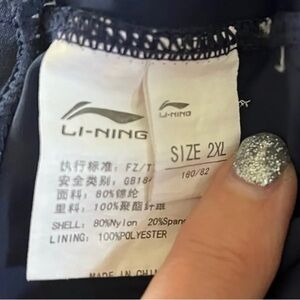 LI-NING
执行标准: FZ/T
安全类别: GB184
面料: 80%锦纶
里料: 100%聚酯纤维
SHELL: 80%Nylon 20%Span
LINING: 100%POLYESTER
MADE IN CHIN
LI-NING
SIZE 2XL
180/82